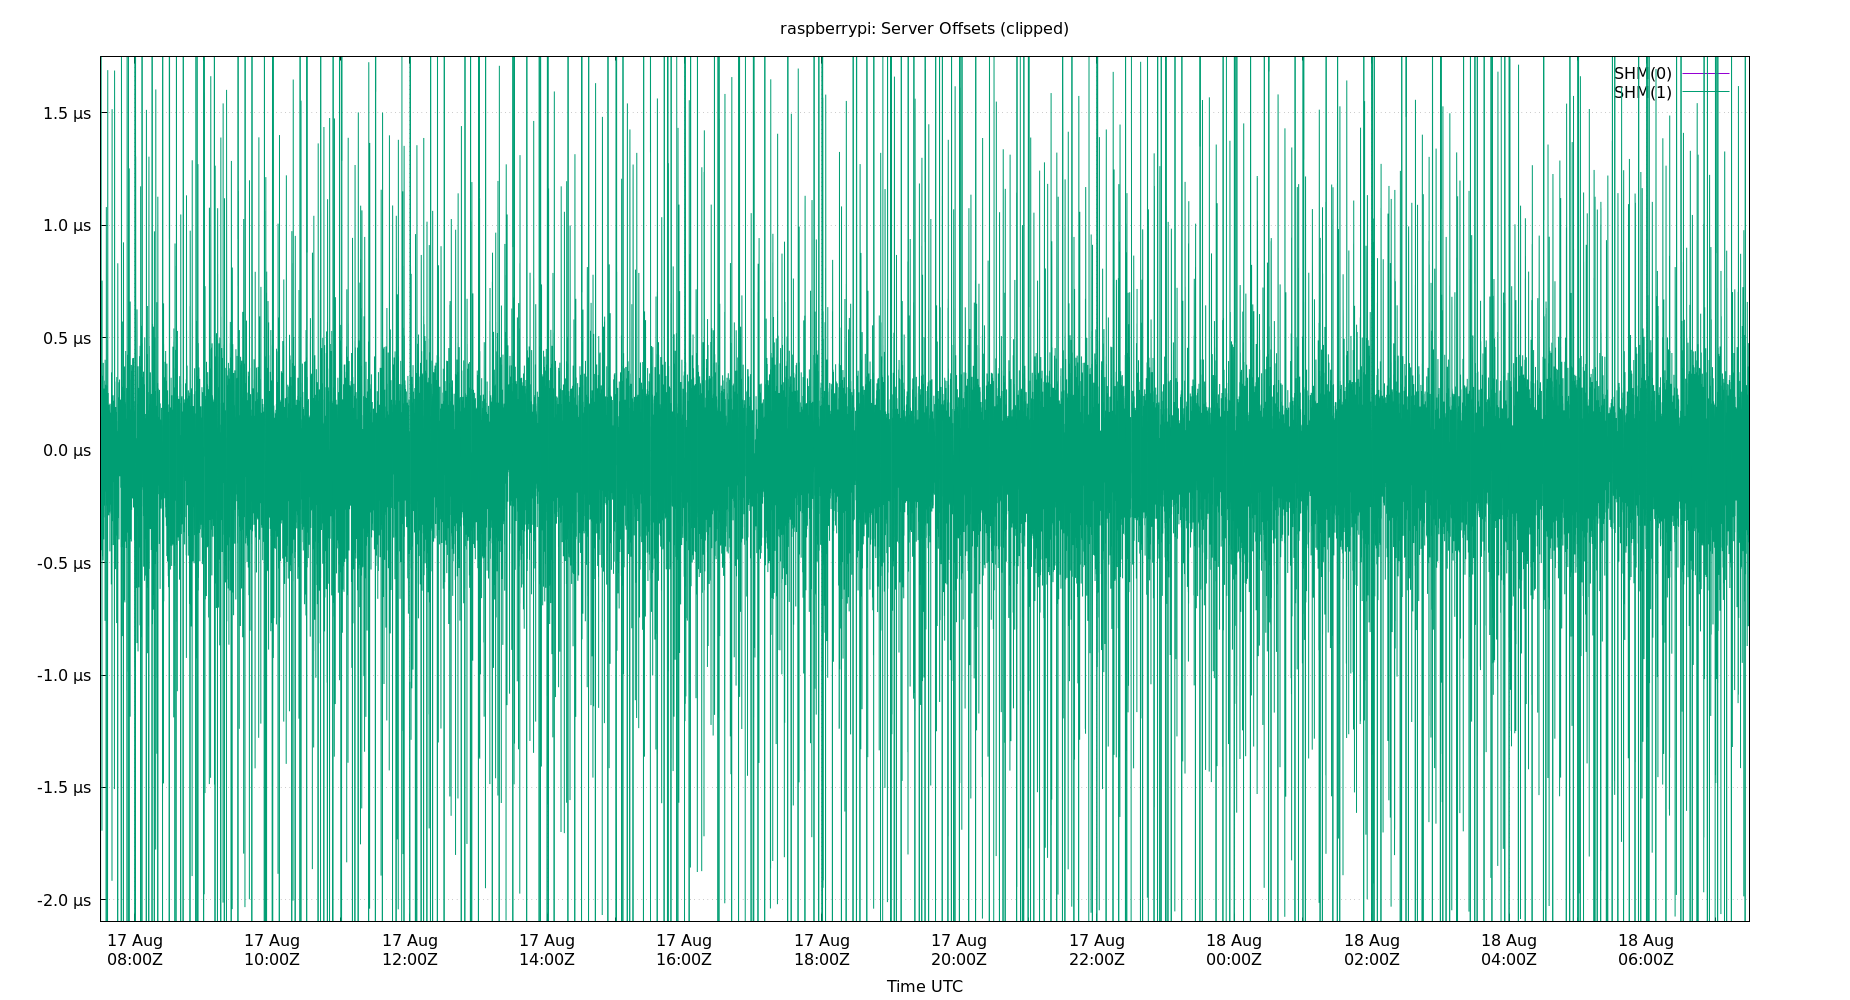 raspberrypi: Server Offsets (clipped)
SHM(0)
SHM(1)
1.5 µs
1.0 µs
0.5 µs
0.0 µs
-0.5 µs
-1.0 µs
-1.5 µs
-2.0 µs
17 Aug 17 Aug 17 Aug 17 Aug 17 Aug 17 Aug 17 Aug 17 Aug 18 Aug 18 Aug 18 Aug 18 Aug
08:00Z 10:00Z 12:00Z 14:00Z 16:00Z 18:00Z 20:00Z 22:00Z 00:00Z 02:00Z 04:00Z 06:00Z
Time UTC